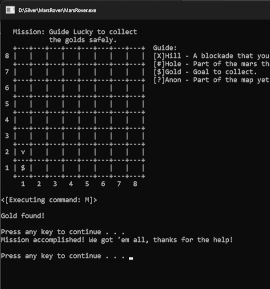 D:\Silver\MarsRover\MarsRover.exe
Mission: Guide Lucky to collect
the golds safely.
+---+---+---+---+---+---+---+---+
8 | | | | | | | | |
+---+---+---+---+---+---+---+---+
7 | | | | | | | | |
+---+---+---+---+---+---+---+---+
6 | | | | | | | | |
+---+---+---+---+---+---+---+---+
5 | | | | | | | | |
+---+---+---+---+---+---+---+---+
4 | | | | | | | | |
+---+---+---+---+---+---+---+---+
3 | | | | | | | | |
+---+---+---+---+---+---+---+---+
2 | v | | | | | | | |
+---+---+---+---+---+---+---+---+
1 | $ | | | | | | | |
+---+---+---+---+---+---+---+---+
1 2 3 4 5 6 7 8
Guide:
[X]Hill - A blockade that you
[#]Hole - Part of the mars th
[$]Gold - Goal to collect.
[?]Anon - Part of the map yet
<[Executing command: M]>
Gold found!
Press any key to continue . . .
Mission accomplished! We got 'em all, thanks for the help!
Press any key to continue . . .